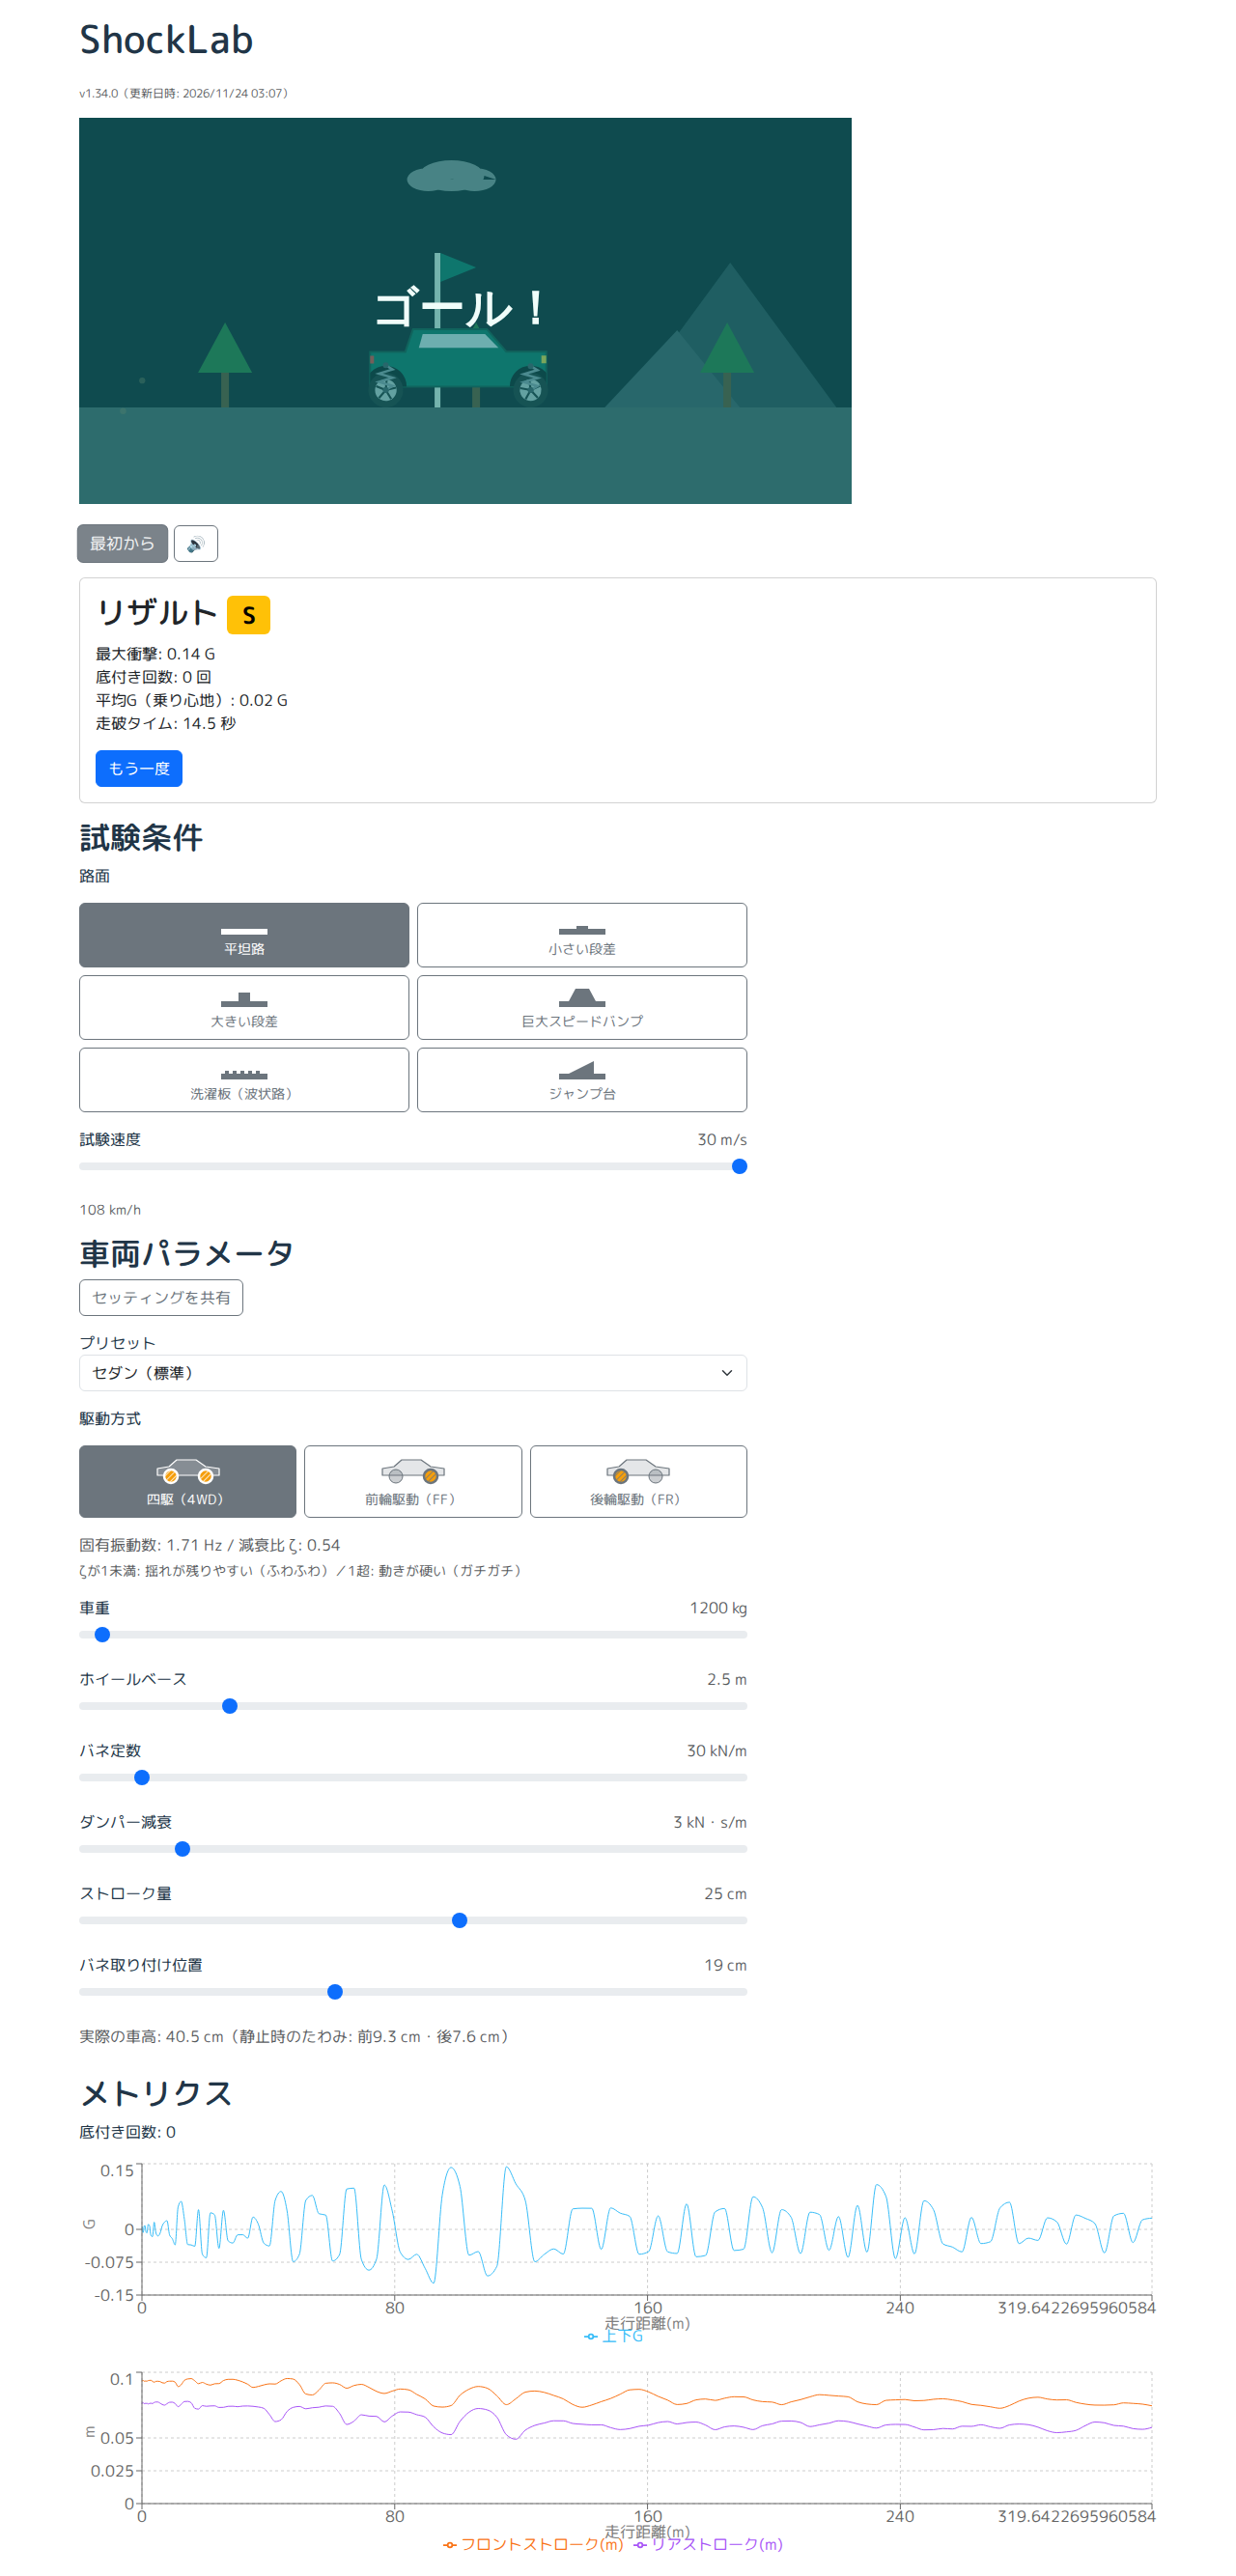 ShockLab
v1.34.0（更新日時: 2026/11/24 03:07）
ゴール！
最初から
リザルト S
最大衝撃: 0.14 G
底付き回数: 0 回
平均G（乗り心地）: 0.02 G
走破タイム: 14.5 秒
もう一度
試験条件
路面
平坦路
小さい段差
大きい段差
巨大スピードバンプ
洗濯板（波状路）
ジャンプ台
試験速度 30 m/s
108 km/h
車両パラメータ
セッティングを共有
プリセット
セダン（標準）
駆動方式
四駆（4WD）
前輪駆動（FF）
後輪駆動（FR）
固有振動数: 1.71 Hz / 減衰比 ζ: 0.54
ζが1未満: 揺れが残りやすい（ふわふわ）／1超: 動きが硬い（ガチガチ）
車重 1200 kg
ホイールベース 2.5 m
バネ定数 30 kN/m
ダンパー減衰 3 kN・s/m
ストローク量 25 cm
バネ取り付け位置 19 cm
実際の車高: 40.5 cm（静止時のたわみ: 前9.3 cm・後7.6 cm）
メトリクス
底付き回数: 0
0.15
G
0
-0.075
-0.15
0 80 160 240 319.6422695960584
走行距離(m)
上下G
0.1
m
0.05
0.025
0
0 80 160 240 319.6422695960584
走行距離(m)
フロントストローク(m) リアストローク(m)